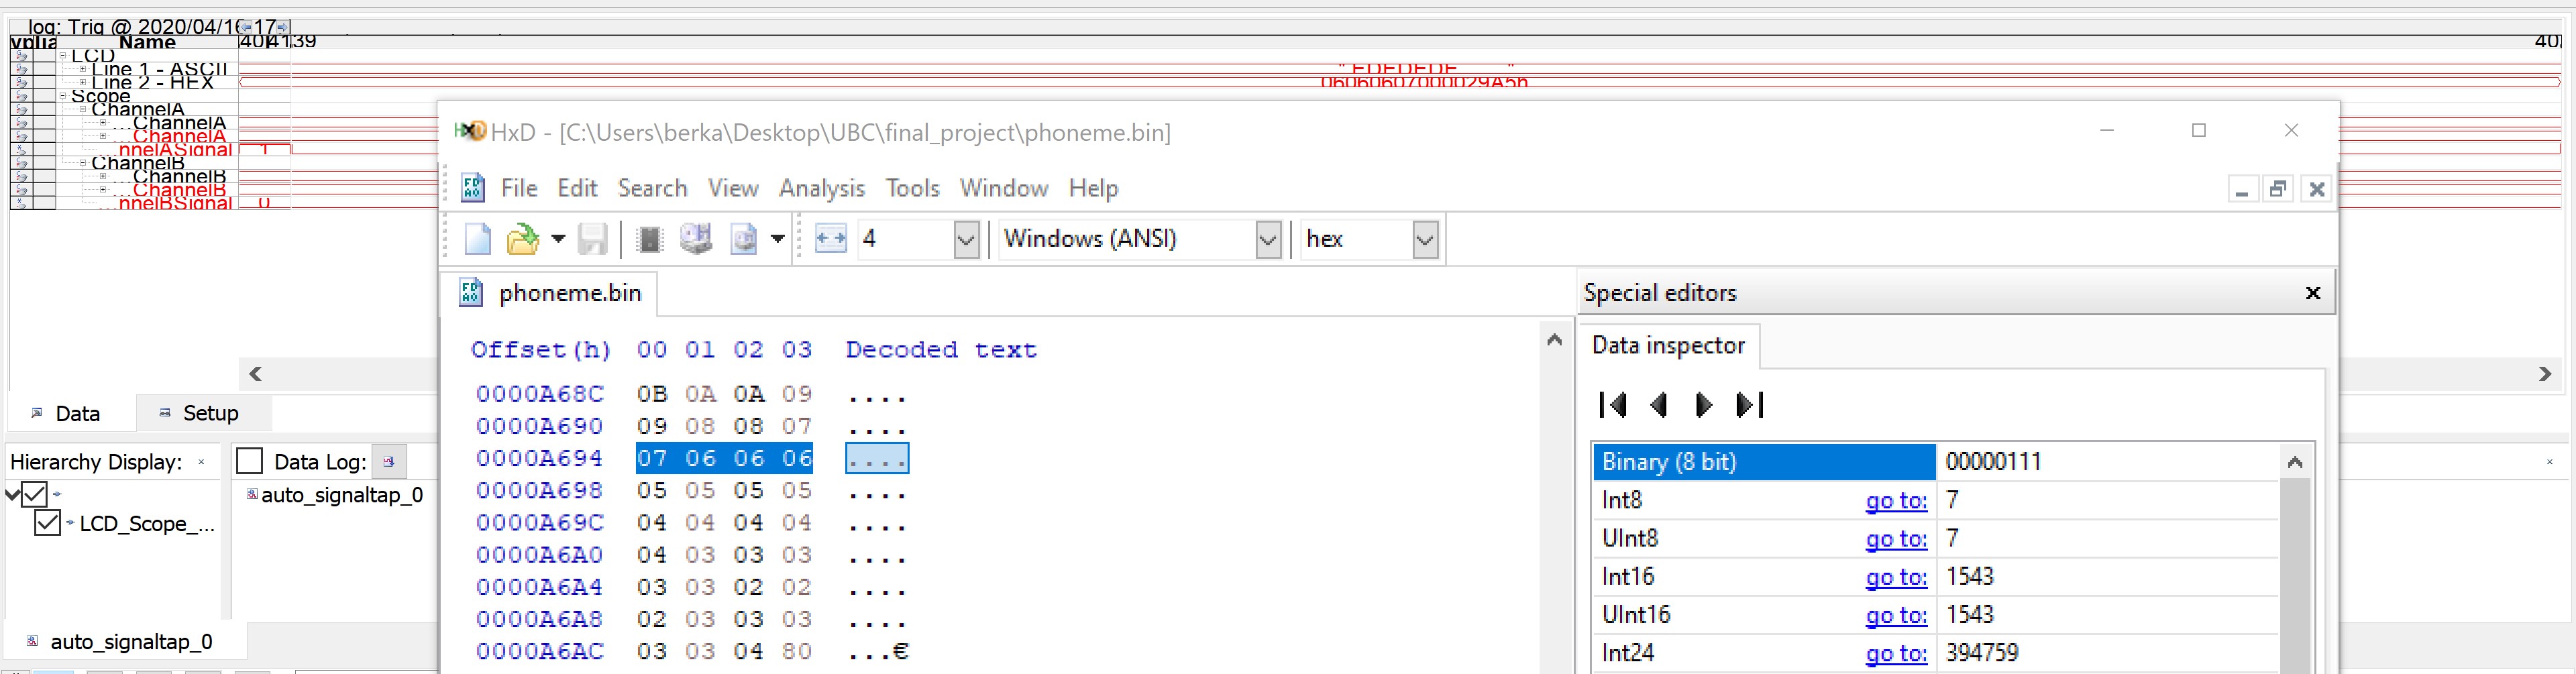 log: Trig @ 2020/04/16 17
Name
LCD
Line 1 - ASCII
Line 2 - HEX
06060607000029A5h
Scope
ChannelA
...ChannelA
...ChannelA
...nnelASignal 1
ChannelB
...ChannelB
...ChannelB
...nnelBSignal 0
HxD - [C:\Users\berka\Desktop\UBC\final_project\phoneme.bin]
File Edit Search View Analysis Tools Window Help
4 Windows (ANSI) hex
phoneme.bin
Offset(h) 00 01 02 03 Decoded text
0000A68C 0B 0A 0A 09 ....
0000A690 09 08 08 07 ....
0000A694 07 06 06 06 ....
0000A698 05 05 05 05 ....
0000A69C 04 04 04 04 ....
0000A6A0 04 03 03 03 ....
0000A6A4 03 03 02 02 ....
0000A6A8 02 03 03 03 ....
0000A6AC 03 03 04 80 ...€
Special editors
Data inspector
Binary (8 bit) 00000111
Int8 go to: 7
UInt8 go to: 7
Int16 go to: 1543
UInt16 go to: 1543
Int24 go to: 394759
Data Setup
Hierarchy Display:
LCD_Scope_...
Data Log:
auto_signaltap_0
auto_signaltap_0